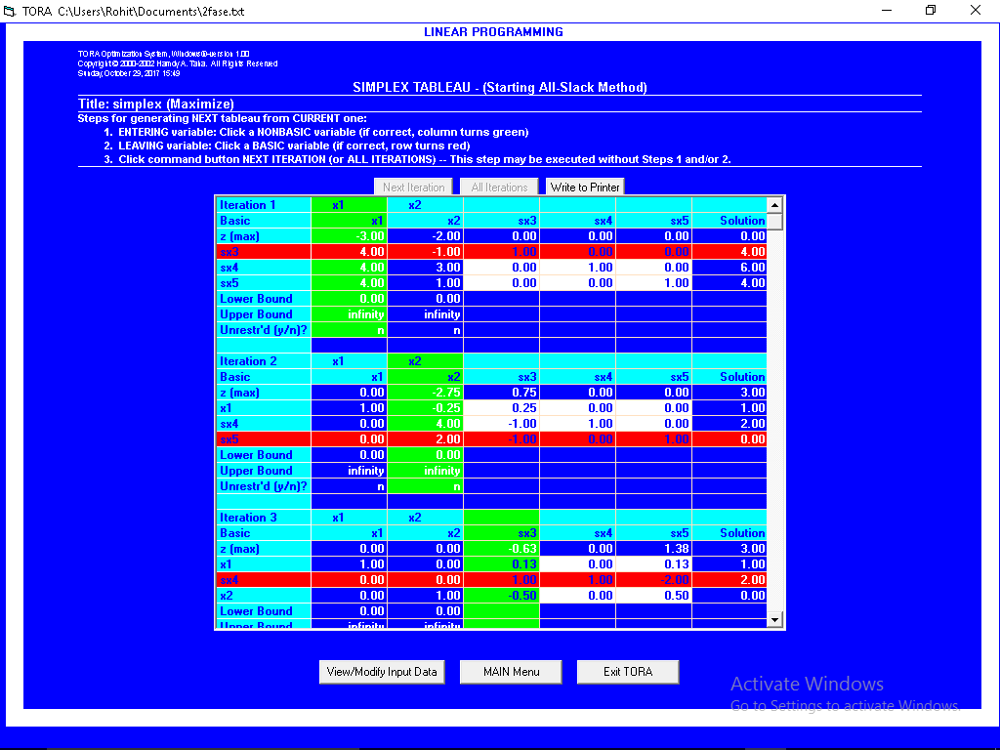 TORA C:\Users\Rohit\Documents\2fase.txt
LINEAR PROGRAMMING
TORA Optimization System, Windows®-version 1.00
Copyright © 2000-2002 Hamdy A. Taha. All Rights Reserved
Sunday, October 29, 2017 15:49
SIMPLEX TABLEAU - (Starting All-Slack Method)
Title: simplex (Maximize)
Steps for generating NEXT tableau from CURRENT one:
1. ENTERING variable: Click a NONBASIC variable (if correct, column turns green)
2. LEAVING variable: Click a BASIC variable (if correct, row turns red)
3. Click command button NEXT ITERATION (or ALL ITERATIONS) -- This step may be executed without Steps 1 and/or 2.
Next Iteration All Iterations Write to Printer
Iteration 1 x1 x2
Basic x1 x2 sx3 sx4 sx5 Solution
z (max) -3.00 -2.00 0.00 0.00 0.00 0.00
sx3 4.00 -1.00 1.00 0.00 0.00 4.00
sx4 4.00 3.00 0.00 1.00 0.00 6.00
sx5 4.00 1.00 0.00 0.00 1.00 4.00
Lower Bound 0.00 0.00
Upper Bound infinity infinity
Unrestr'd (y/n)? n n
Iteration 2 x1 x2
Basic x1 x2 sx3 sx4 sx5 Solution
z (max) 0.00 -2.75 0.75 0.00 0.00 3.00
x1 1.00 -0.25 0.25 0.00 0.00 1.00
sx4 0.00 4.00 -1.00 1.00 0.00 2.00
sx5 0.00 2.00 -1.00 0.00 1.00 0.00
Lower Bound 0.00 0.00
Upper Bound infinity infinity
Unrestr'd (y/n)? n n
Iteration 3 x1 x2
Basic x1 x2 sx3 sx4 sx5 Solution
z (max) 0.00 0.00 -0.63 0.00 1.38 3.00
x1 1.00 0.00 0.13 0.00 0.13 1.00
sx4 0.00 0.00 1.00 1.00 -2.00 2.00
x2 0.00 1.00 -0.50 0.00 0.50 0.00
Lower Bound 0.00 0.00
Upper Bound infinity infinity
View/Modify Input Data MAIN Menu Exit TORA
Activate Windows
Go to Settings to activate Windows.